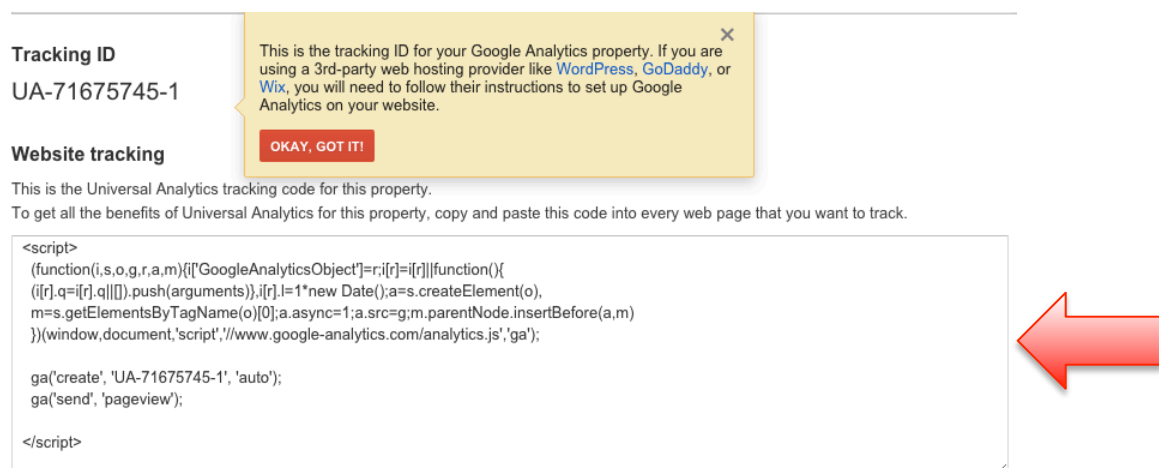 Tracking ID
UA-71675745-1
This is the tracking ID for your Google Analytics property. If you are
using a 3rd-party web hosting provider like WordPress, GoDaddy, or
Wix, you will need to follow their instructions to set up Google
Analytics on your website.
OKAY, GOT IT!
Website tracking
This is the Universal Analytics tracking code for this property.
To get all the benefits of Universal Analytics for this property, copy and paste this code into every web page that you want to track.
<script>
(function(i,s,o,g,r,a,m){i['GoogleAnalyticsObject']=r;i[r]=i[r]||function(){
(i[r].q=i[r].q||[]).push(arguments)},i[r].l=1*new Date();a=s.createElement(o),
m=s.getElementsByTagName(o)[0];a.async=1;a.src=g;m.parentNode.insertBefore(a,m)
})(window,document,'script','//www.google-analytics.com/analytics.js','ga');
ga('create', 'UA-71675745-1', 'auto');
ga('send', 'pageview');
</script>